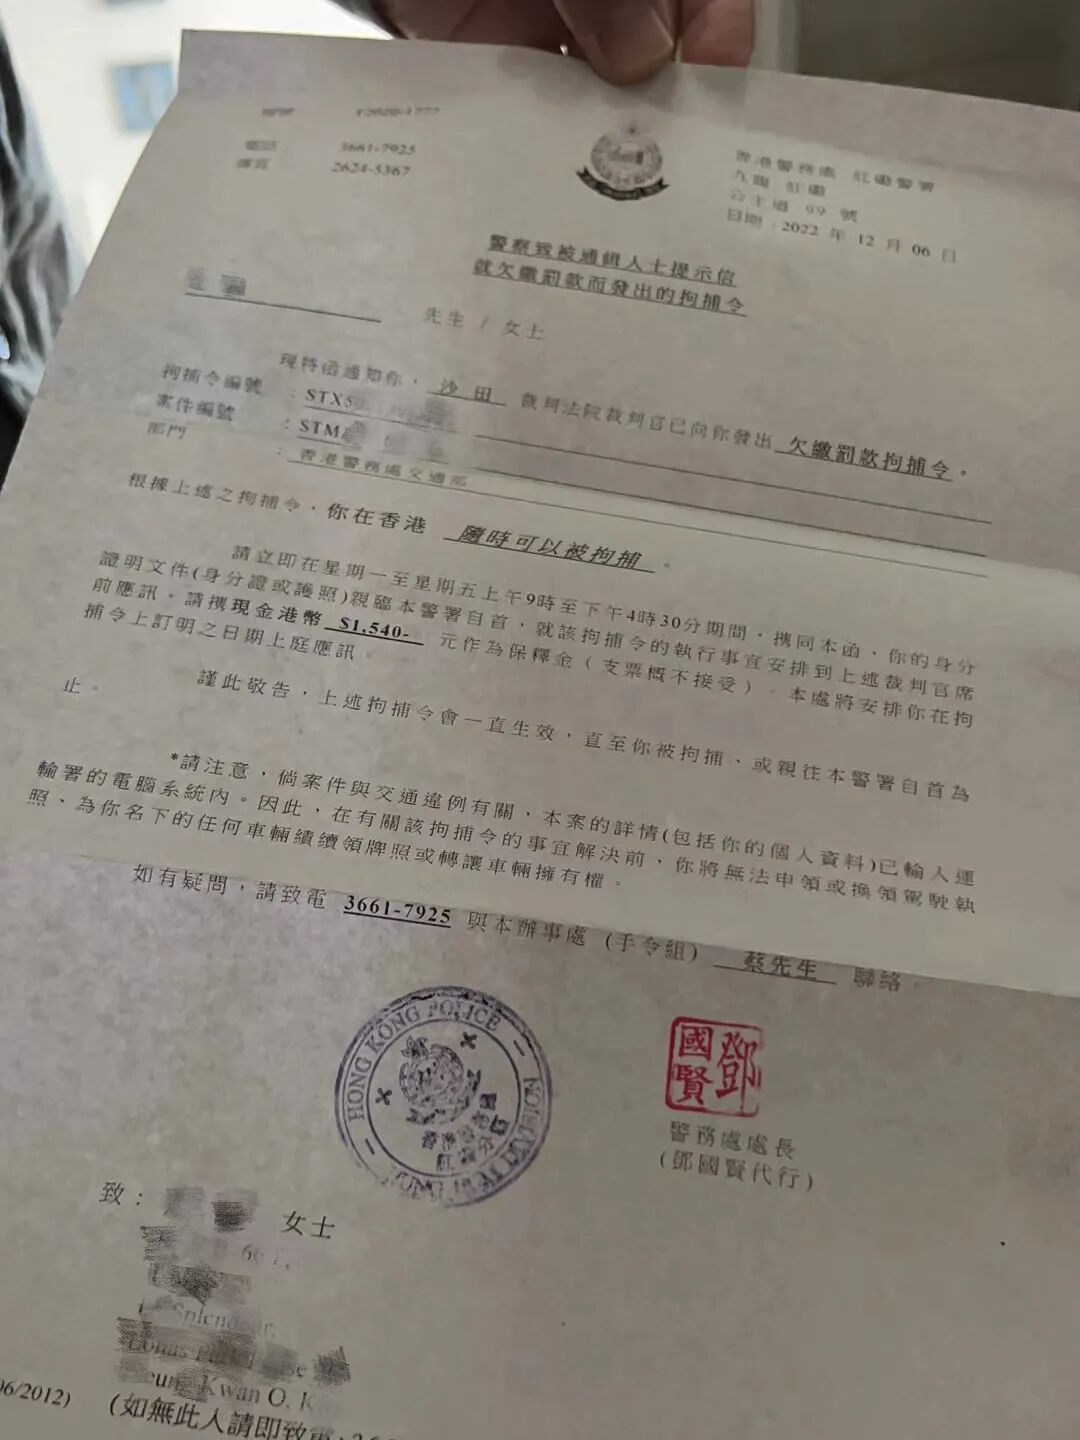 電話 3661-7925
傳真 2624-5367
香港警務處 紅磡警署
九龍 紅磡
公主道 99 號
日期：2022 年 12 月 06 日
警察致被通緝人士提示信
就欠繳罰款而發出的拘捕令
先生 / 女士
現特函通知你， 沙 田 裁判法院裁判官已向你發出 欠繳罰款拘捕令。
拘捕令編號 : STX5
案件編號 : STM
部門 : 香港警務處交通部
根據上述之拘捕令，你在香港 隨時可以被拘捕。
請立即在星期一至星期五上午9時至下午4時30分期間，携同本函、你的身分
證明文件(身分證或護照)親臨本警署自首，就該拘捕令的執行事宜安排到上述裁判官席
前應訊。請攜現金港幣 $1,540- 元作為保釋金（支票概不接受）。本處將安排你在拘
捕令上訂明之日期上庭應訊。
謹此敬告，上述拘捕令會一直生效，直至你被拘捕、或親往本警署自首為
止。
*請注意，倘案件與交通違例有關，本案的詳情(包括你的個人資料)已輸入運
輸署的電腦系統內。因此，在有關該拘捕令的事宜解決前，你將無法申領或換領駕駛執
照、為你名下的任何車輛續領牌照或轉讓車輛擁有權。
如有疑問，請致電 3661-7925 與本辦事處 (手令組) 蔡先生 聯絡。
HONG KONG POLICE
HUNG HOM DIVISION
鄧國賢
警務處處長
(鄧國賢代行)
致： 女士
Splendeur,
Kwan O,
06/2012)
(如無此人請即致電: